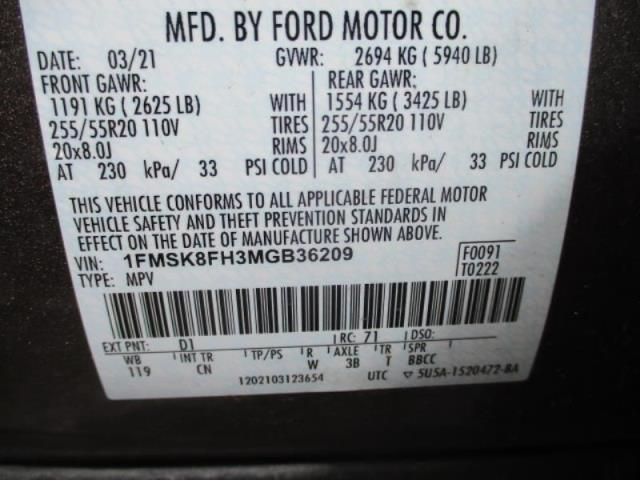 MFD. BY FORD MOTOR CO.
DATE: 03/21 GVWR: 2694 KG ( 5940 LB)
FRONT GAWR: REAR GAWR:
1191 KG ( 2625 LB) WITH 1554 KG ( 3425 LB) WITH
255/55R20 110V TIRES 255/55R20 110V TIRES
20x8.0J RIMS 20x8.0J RIMS
AT 230 kPa/ 33 PSI COLD AT 230 kPa/ 33 PSI COLD
THIS VEHICLE CONFORMS TO ALL APPLICABLE FEDERAL MOTOR
VEHICLE SAFETY AND THEFT PREVENTION STANDARDS IN
EFFECT ON THE DATE OF MANUFACTURE SHOWN ABOVE.
VIN: 1FMSK8FH3MGB36209 F0091
TYPE: MPV T0222
EXT PNT: D1 RC: 71 DSO:
WB INT TR TP/PS R AXLE TR SPR
119 CN W 3B T BBCC
1202103123654 UTC ▽ 5U5A-1520472-BA